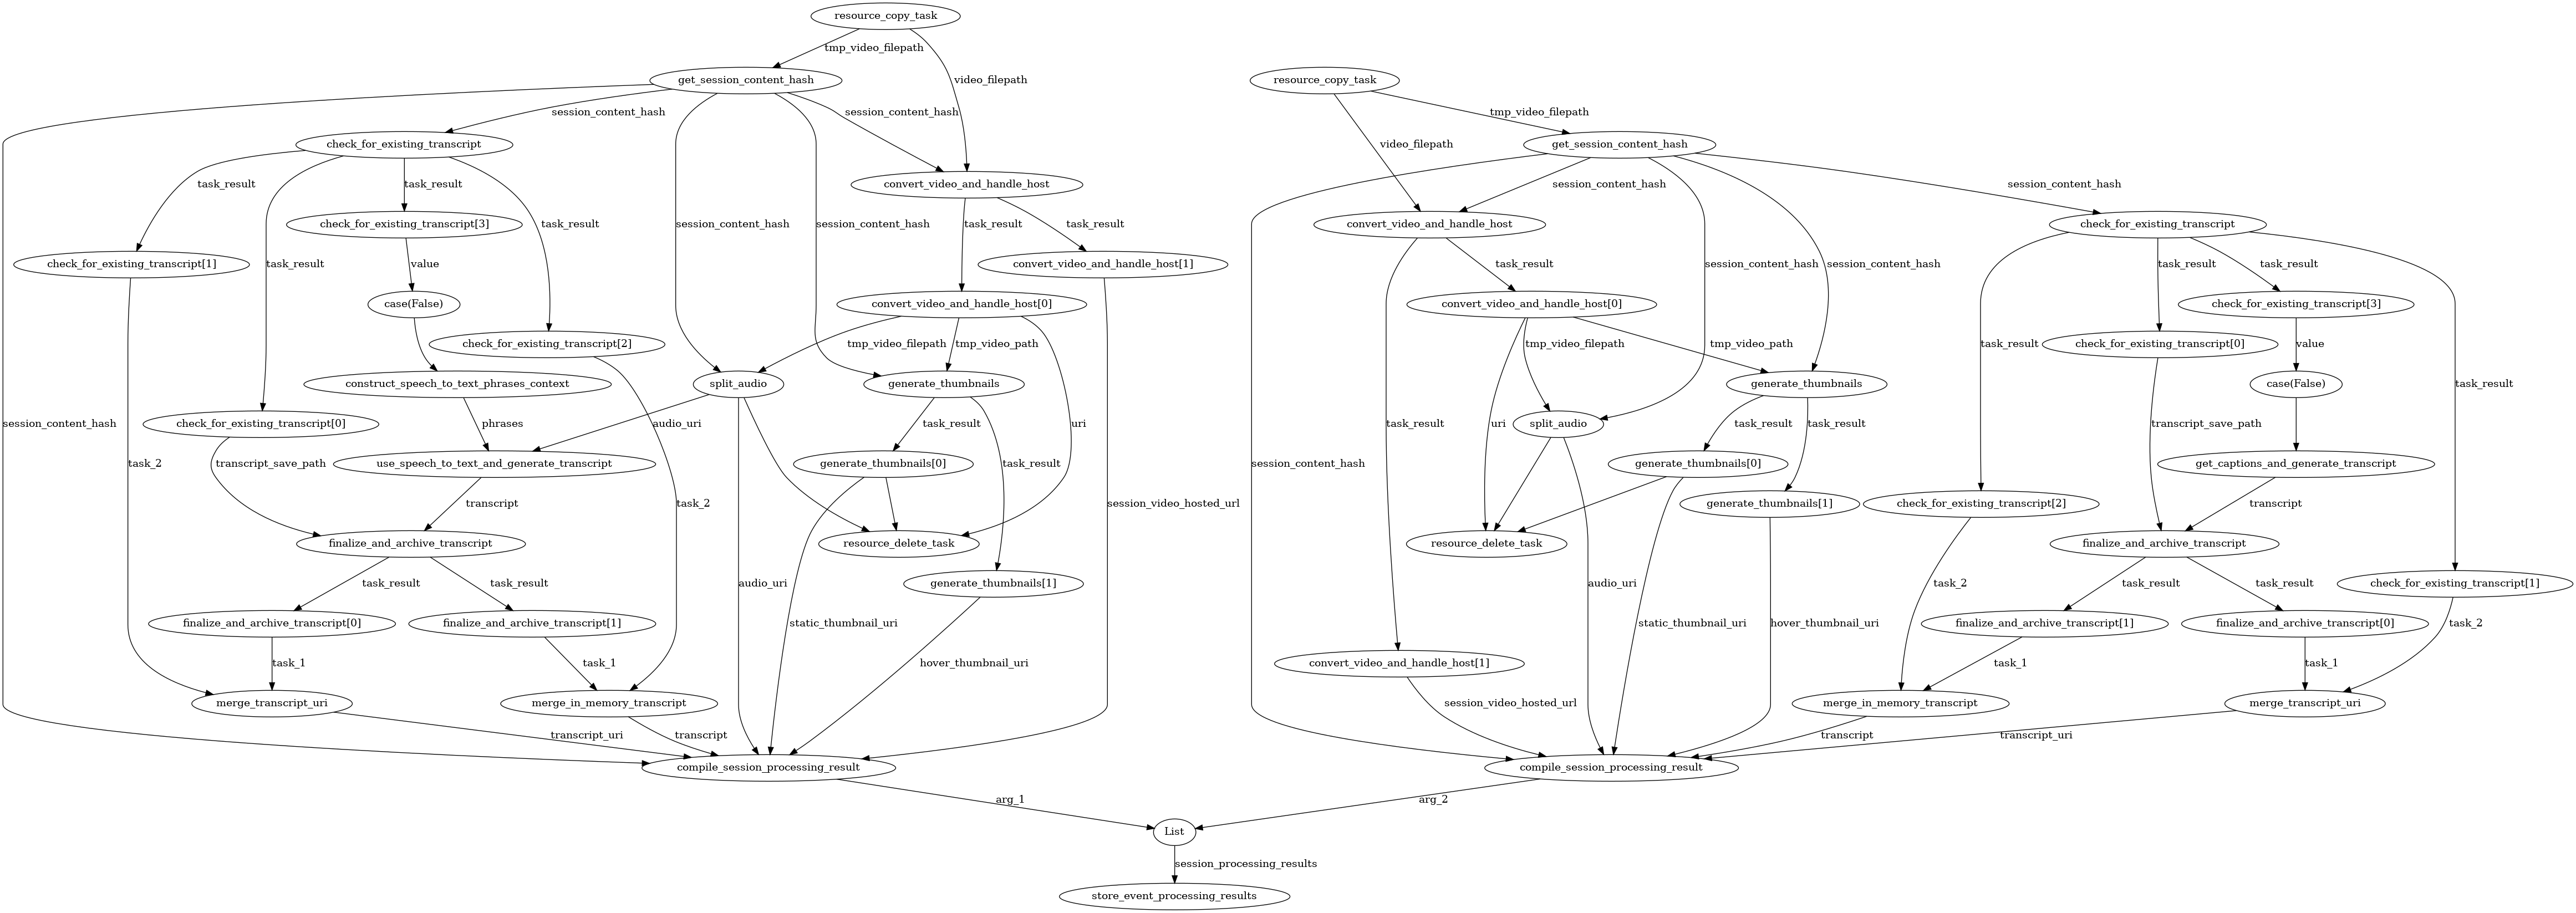 resource_copy_task
tmp_video_filepath
get_session_content_hash
video_filepath
resource_copy_task
session_content_hash
session_content_hash
tmp_video_filepath
check_for_existing_transcript
video_filepath
get_session_content_hash
task_result
task_result
convert_video_and_handle_host
session_content_hash
session_content_hash
check_for_existing_transcript[3]
task_result
session_content_hash
session_content_hash
task_result
task_result
convert_video_and_handle_host
check_for_existing_transcript
check_for_existing_transcript[1]
task_result
value
convert_video_and_handle_host[1]
task_result
session_content_hash
session_content_hash
task_result
task_result
case(False)
convert_video_and_handle_host[0]
convert_video_and_handle_host[0]
check_for_existing_transcript[3]
check_for_existing_transcript[2]
tmp_video_filepath
tmp_video_path
tmp_video_filepath
tmp_video_path
task_result
check_for_existing_transcript[0]
value
construct_speech_to_text_phrases_context
split_audio
generate_thumbnails
generate_thumbnails
case(False)
task_result
session_content_hash
check_for_existing_transcript[0]
phrases
audio_uri
task_result
uri
task_result
uri
split_audio
task_result
task_result
transcript_save_path
task_2
transcript_save_path
use_speech_to_text_and_generate_transcript
generate_thumbnails[0]
task_result
session_content_hash
generate_thumbnails[0]
get_captions_and_generate_transcript
transcript
task_2
session_video_hosted_url
generate_thumbnails[1]
check_for_existing_transcript[2]
transcript
finalize_and_archive_transcript
resource_delete_task
resource_delete_task
finalize_and_archive_transcript
task_result
task_result
audio_uri
generate_thumbnails[1]
audio_uri
task_2
task_result
task_result
check_for_existing_transcript[1]
finalize_and_archive_transcript[0]
finalize_and_archive_transcript[1]
static_thumbnail_uri
static_thumbnail_uri
hover_thumbnail_uri
finalize_and_archive_transcript[1]
finalize_and_archive_transcript[0]
task_2
task_1
task_1
hover_thumbnail_uri
convert_video_and_handle_host[1]
task_1
task_1
merge_transcript_uri
merge_in_memory_transcript
session_video_hosted_url
merge_in_memory_transcript
merge_transcript_uri
transcript_uri
transcript
transcript
transcript_uri
compile_session_processing_result
compile_session_processing_result
arg_1
arg_2
List
session_processing_results
store_event_processing_results